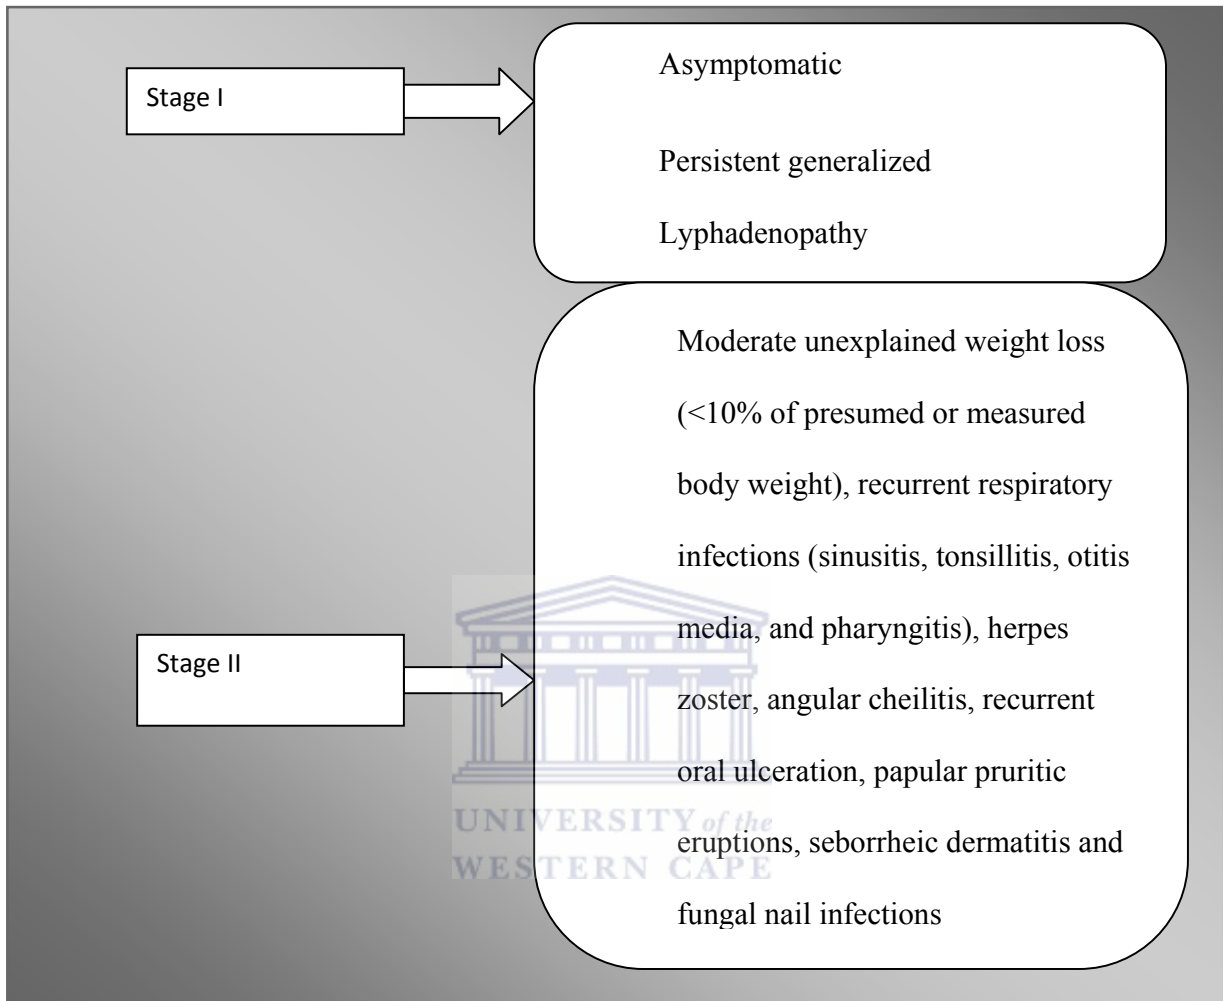 Stage I
Asymptomatic
Persistent generalized
Lyphadenopathy
Stage II
Moderate unexplained weight loss
(<10% of presumed or measured
body weight), recurrent respiratory
infections (sinusitis, tonsillitis, otitis
media, and pharyngitis), herpes
zoster, angular cheilitis, recurrent
oral ulceration, papular pruritic
eruptions, seborrheic dermatitis and
fungal nail infections
UNIVERSITY of the
WESTERN CAPE